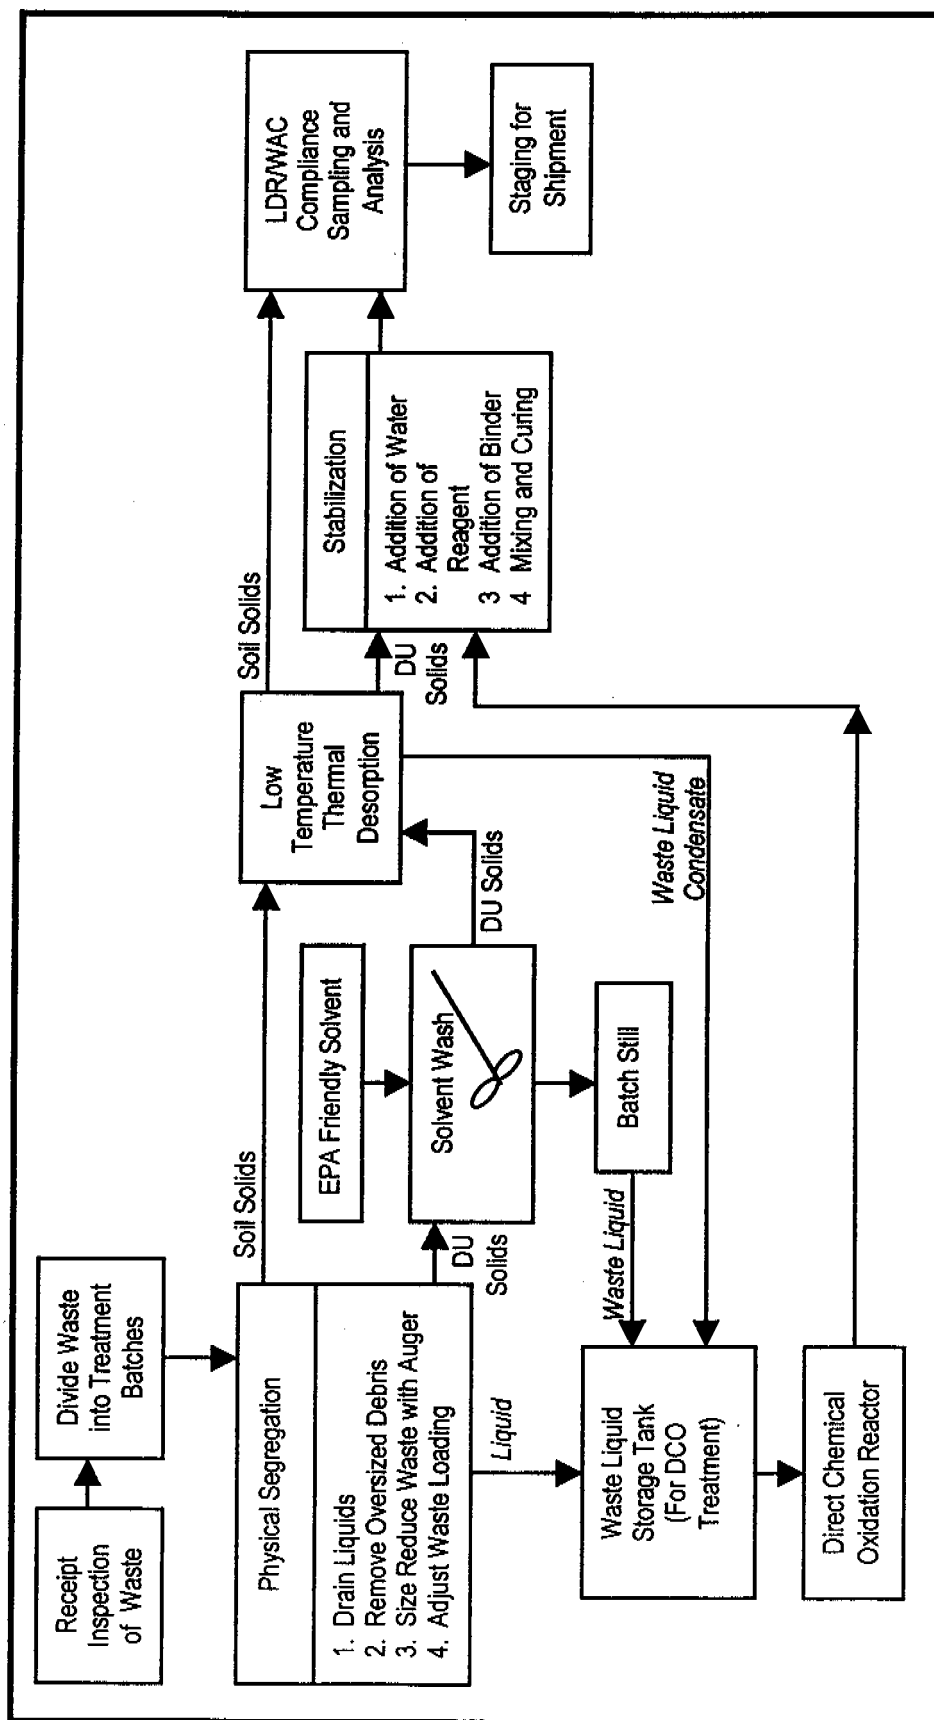 Receipt
Inspection
of Waste
Divide Waste
into Treatment
Batches
Physical Segregation
1. Drain Liquids
2. Remove Oversized Debris
3. Size Reduce Waste with Auger
4. Adjust Waste Loading
Soil Solids
DU
Solids
Liquid
EPA Friendly Solvent
Solvent Wash
Batch Still
Waste Liquid
Waste Liquid
Storage Tank
(For DCO
Treatment)
Direct Chemical
Oxidation Reactor
DU Solids
Low
Temperature
Thermal
Desorption
Waste Liquid
Condensate
Soil Solids
DU
Solids
Stabilization
1. Addition of Water
2. Addition of
Reagent
3 Addition of Binder
4 Mixing and Curing
LDR/WAC
Compliance
Sampling and
Analysis
Staging for
Shipment